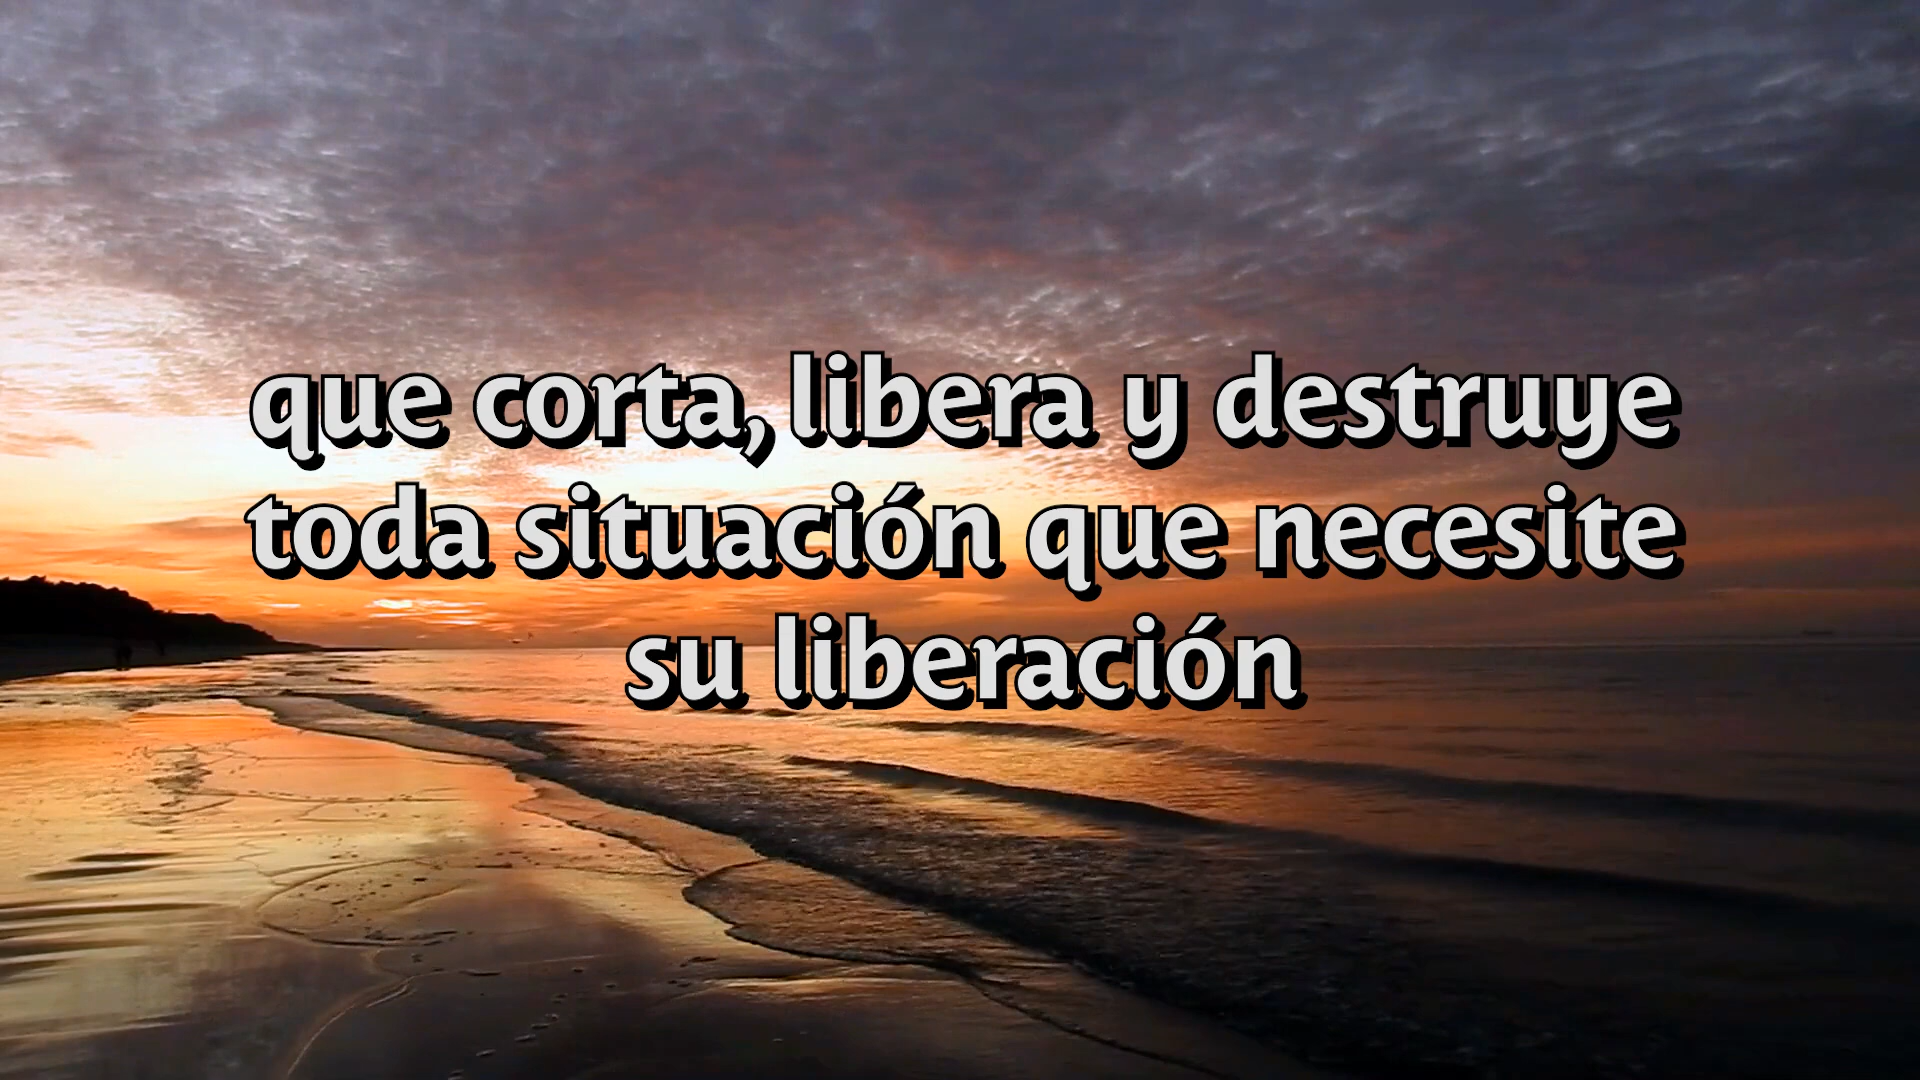 que corta, libera y destruye
toda situación que necesite
su liberación